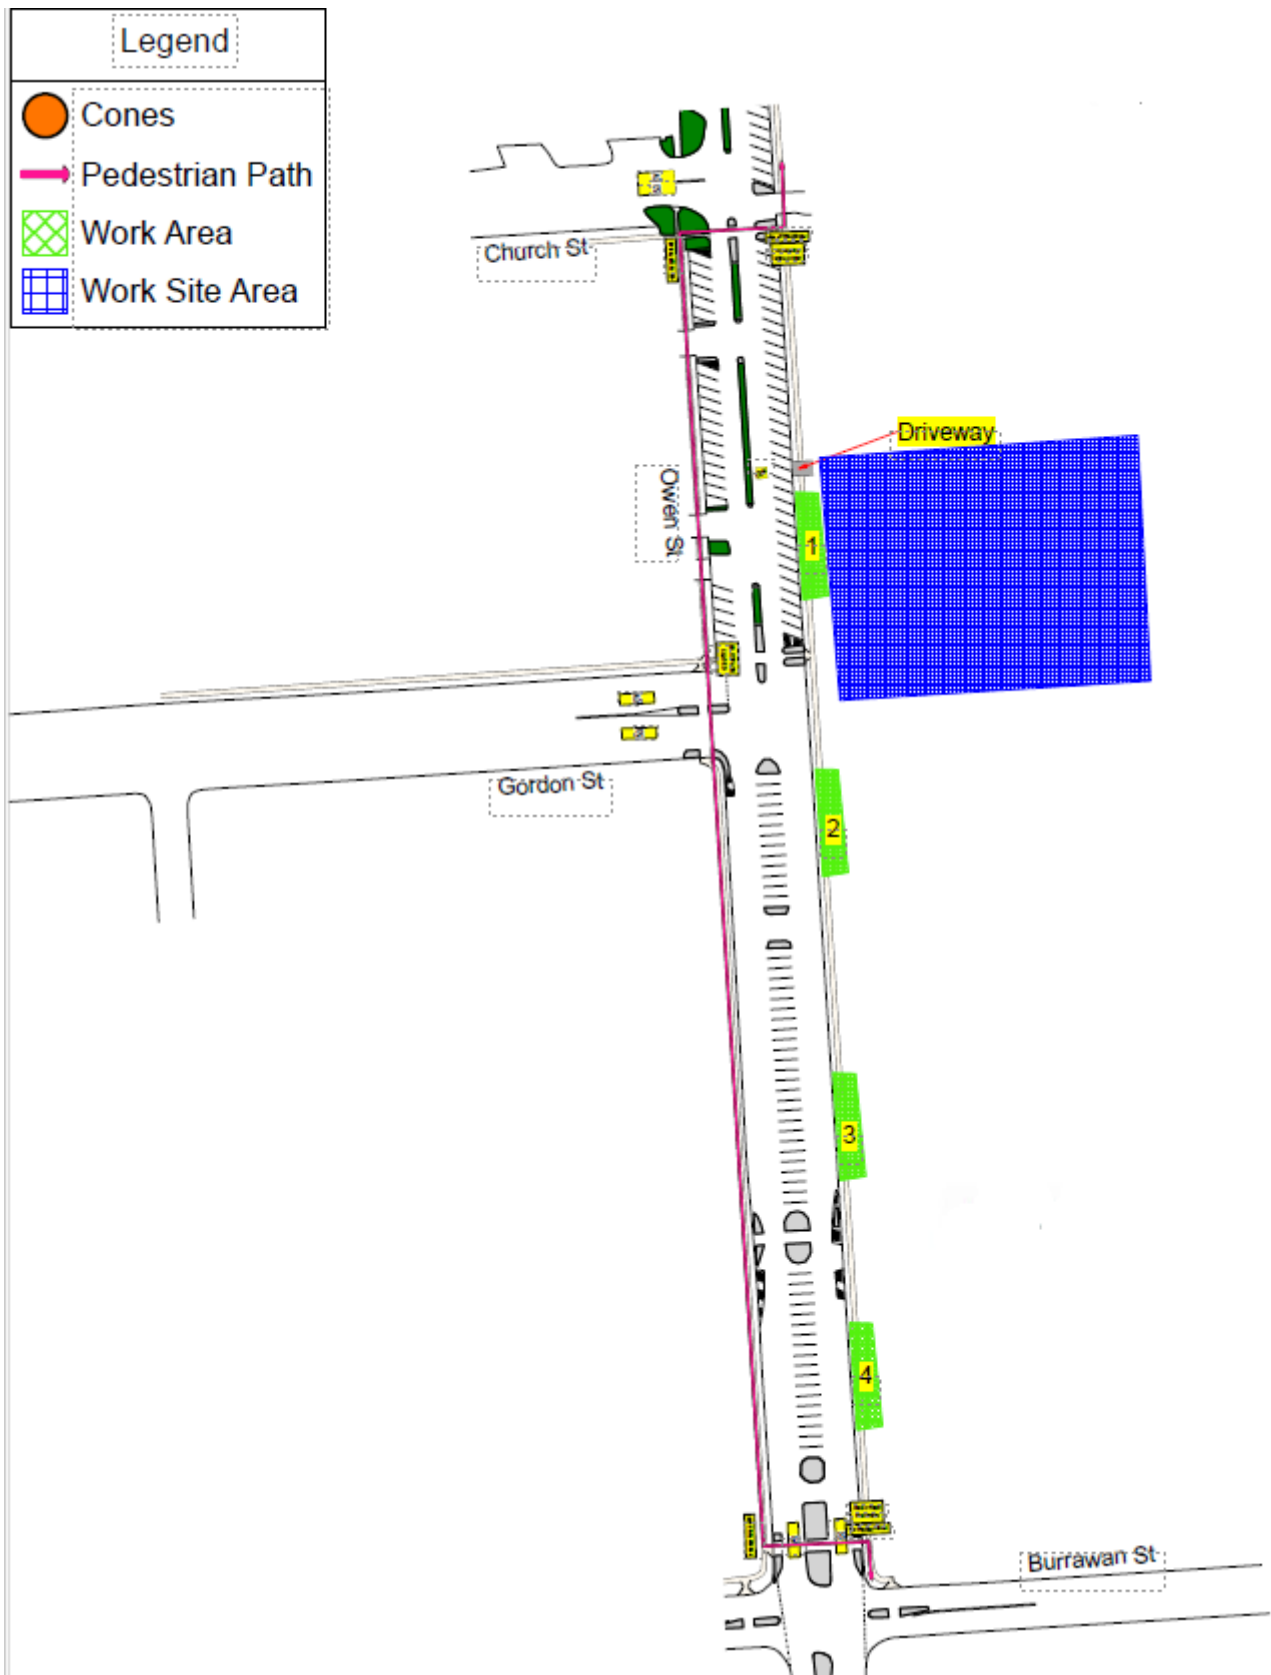 Legend
Cones
Pedestrian Path
Work Area
Work Site Area
Church St
Driveway
Owen St
1
Gordon St
2
3
4
Burrawan St